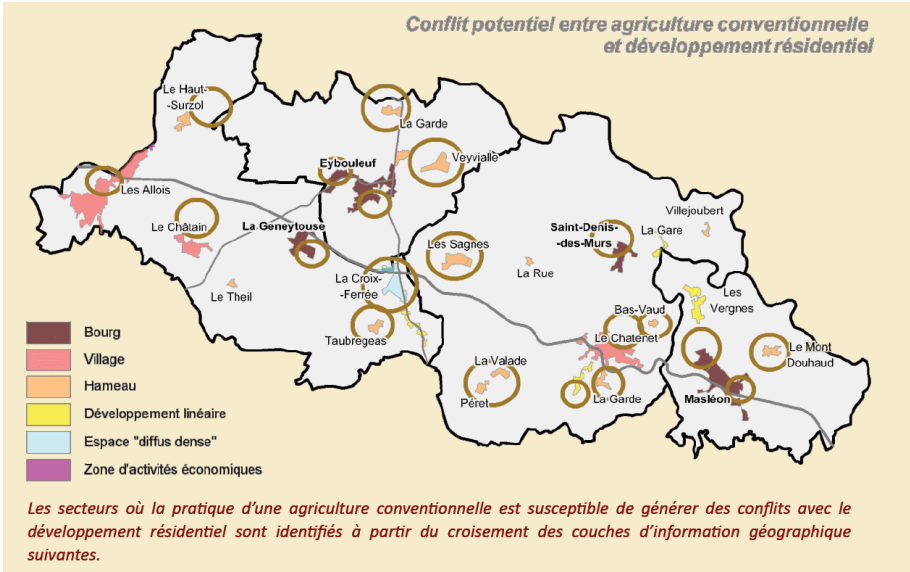 Conflit potentiel entre agriculture conventionnelle
et développement résidentiel
Le Haut-
-Surzol
La Garde
Eybouleuf
Veyvialle
Les Allois
Villejoubert
Le Châtain
La Geneytouse
Saint-Denis-
-des-Murs
La Gare
Les Sagnes
La Rue
La Croix-
-Ferrée
Le Theil
Les
Vergnes
Bas-Vaud
Taubregeas
Le Chatenet
Le Mont
Douhaud
La Valade
Péret
La Garde
Masléon
Bourg
Village
Hameau
Développement linéaire
Espace "diffus dense"
Zone d'activités économiques
Les secteurs où la pratique d’une agriculture conventionnelle est susceptible de générer des conflits avec le
développement résidentiel sont identifiés à partir du croisement des couches d’information géographique
suivantes.